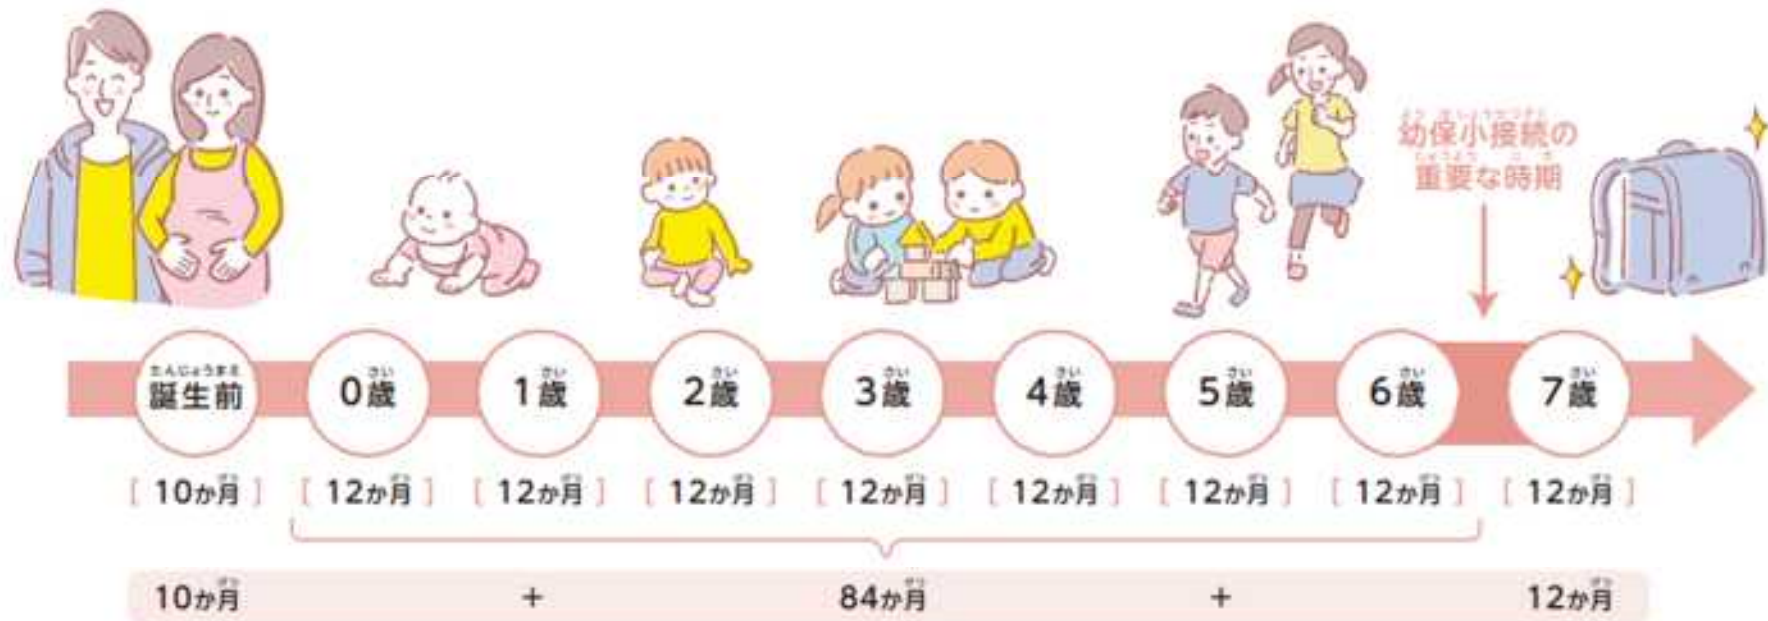 幼保小接続の
重要な時期
誕生前 0歳 1歳 2歳 3歳 4歳 5歳 6歳 7歳
[ 10か月 ] [ 12か月 ] [ 12か月 ] [ 12か月 ] [ 12か月 ] [ 12か月 ] [ 12か月 ] [ 12か月 ] [ 12か月 ]
10か月 + 84か月 + 12か月